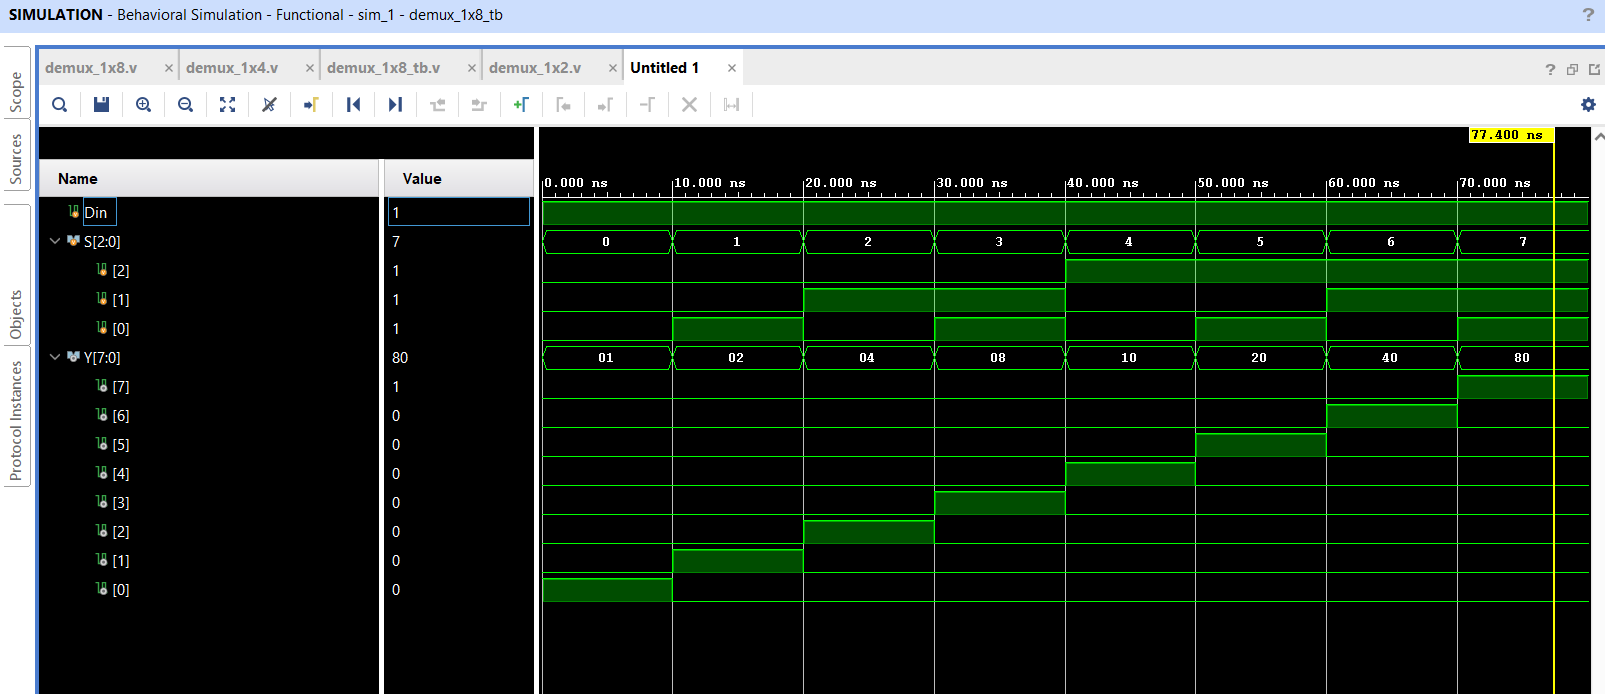 SIMULATION - Behavioral Simulation - Functional - sim_1 - demux_1x8_tb ?
Scope
Sources
Objects
Protocol Instances
demux_1x8.v × demux_1x4.v × demux_1x8_tb.v × demux_1x2.v × Untitled 1 × ?
77.400 ns
Name Value
0.000 ns 10.000 ns 20.000 ns 30.000 ns 40.000 ns 50.000 ns 60.000 ns 70.000 ns
Din 1
S[2:0] 7 0 1 2 3 4 5 6 7
[2] 1
[1] 1
[0] 1
Y[7:0] 80 01 02 04 08 10 20 40 80
[7] 1
[6] 0
[5] 0
[4] 0
[3] 0
[2] 0
[1] 0
[0] 0